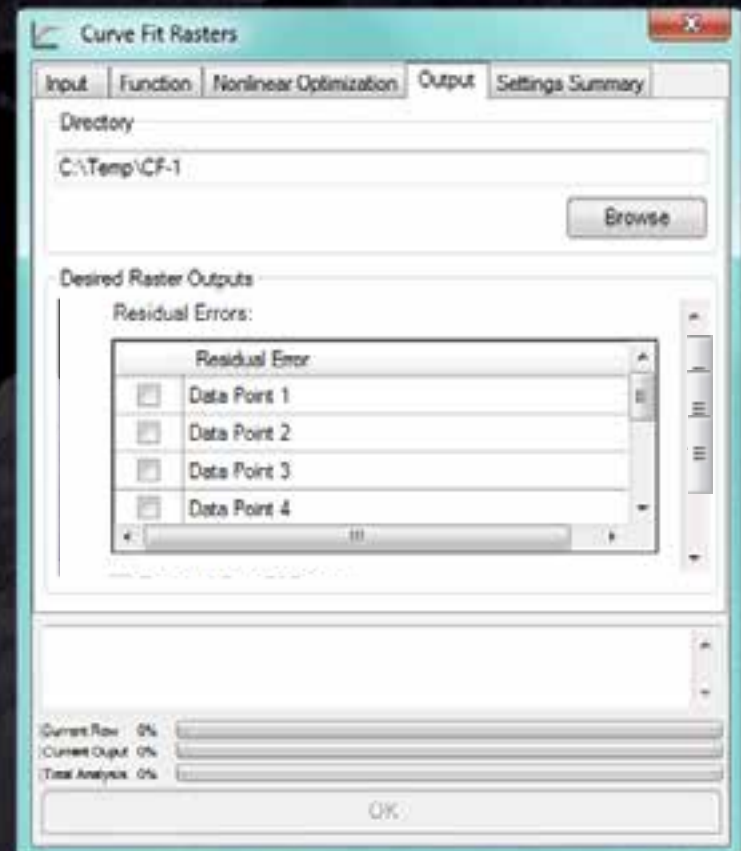 Curve Fit Rasters
Input Function Nonlinear Optimization Output Settings Summary
Directory
C:\Temp\CF-1
Browse
Desired Raster Outputs
Residual Errors:
Residual Error
Data Point 1
Data Point 2
Data Point 3
Data Point 4
Current Row 0%
Current Ouput 0%
Total Analysis 0%
OK